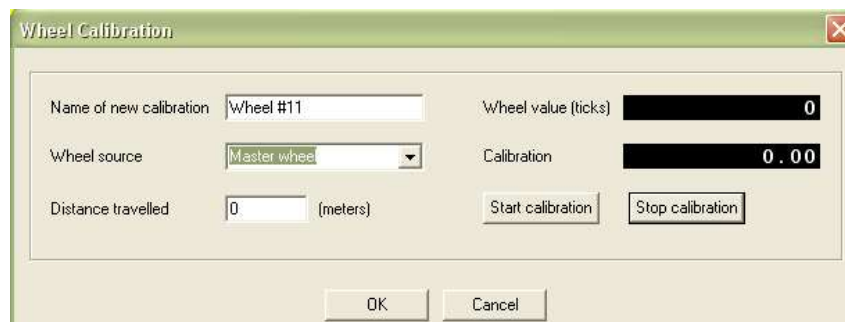 Wheel Calibration
Name of new calibration Wheel #11 Wheel value (ticks) 0
Wheel source Master wheel Calibration 0.00
Distance travelled 0 (meters) Start calibration Stop calibration
OK Cancel